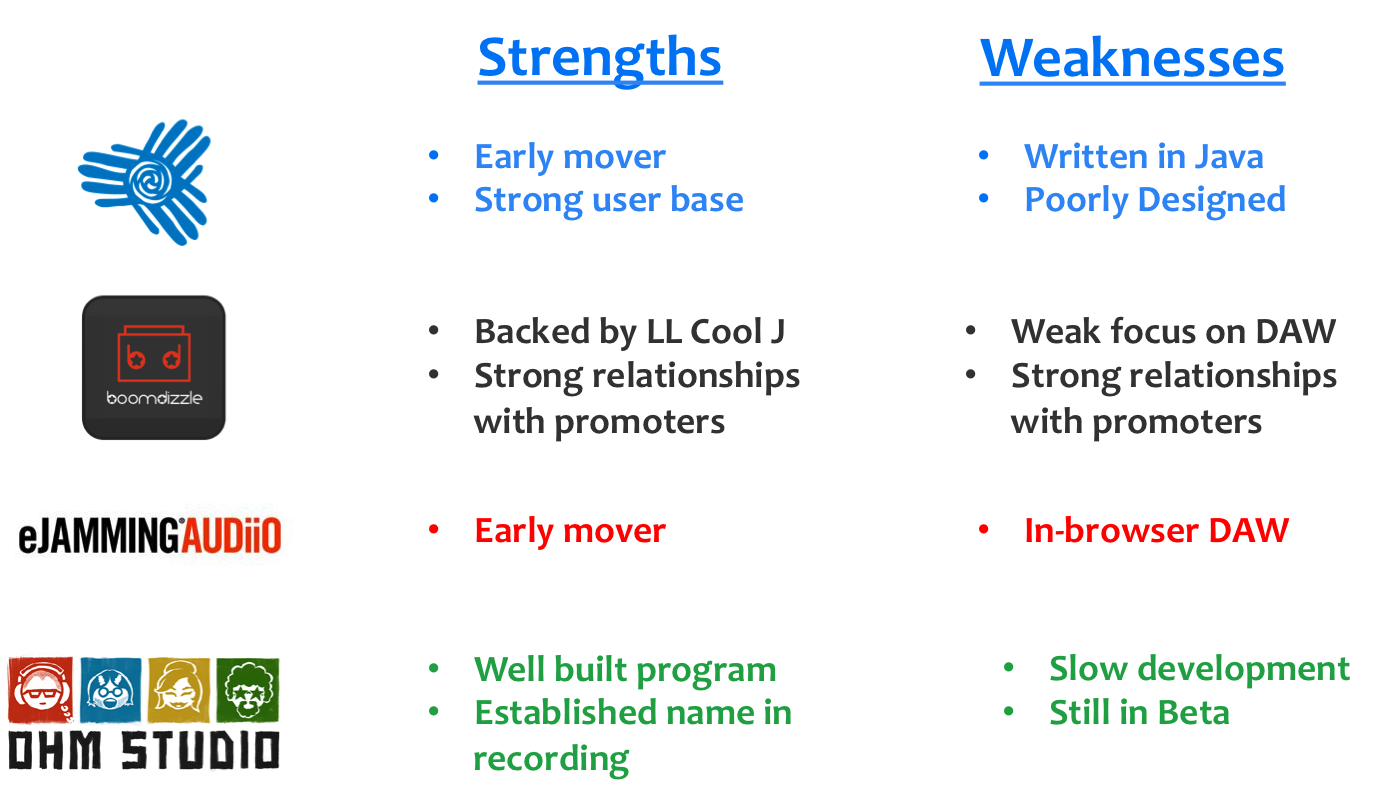 Strengths Weaknesses
• Early mover • Written in Java
• Strong user base • Poorly Designed
boomdizzle
• Backed by LL Cool J • Weak focus on DAW
• Strong relationships • Strong relationships
with promoters with promoters
eJAMMING®AUDiiO • Early mover • In-browser DAW
OHM STUDIO
• Well built program • Slow development
• Established name in • Still in Beta
recording